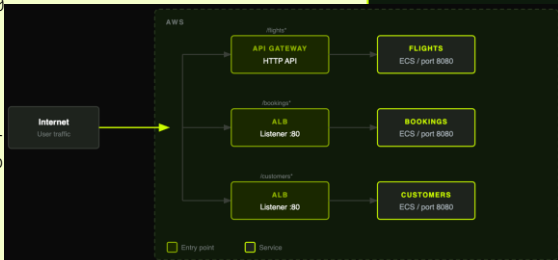 AWS
/flights*
API GATEWAY
HTTP API
FLIGHTS
ECS / port 8080
Internet
User traffic
/bookings*
ALB
Listener :80
BOOKINGS
ECS / port 8080
/customers*
ALB
Listener :80
CUSTOMERS
ECS / port 8080
Entry point
Service